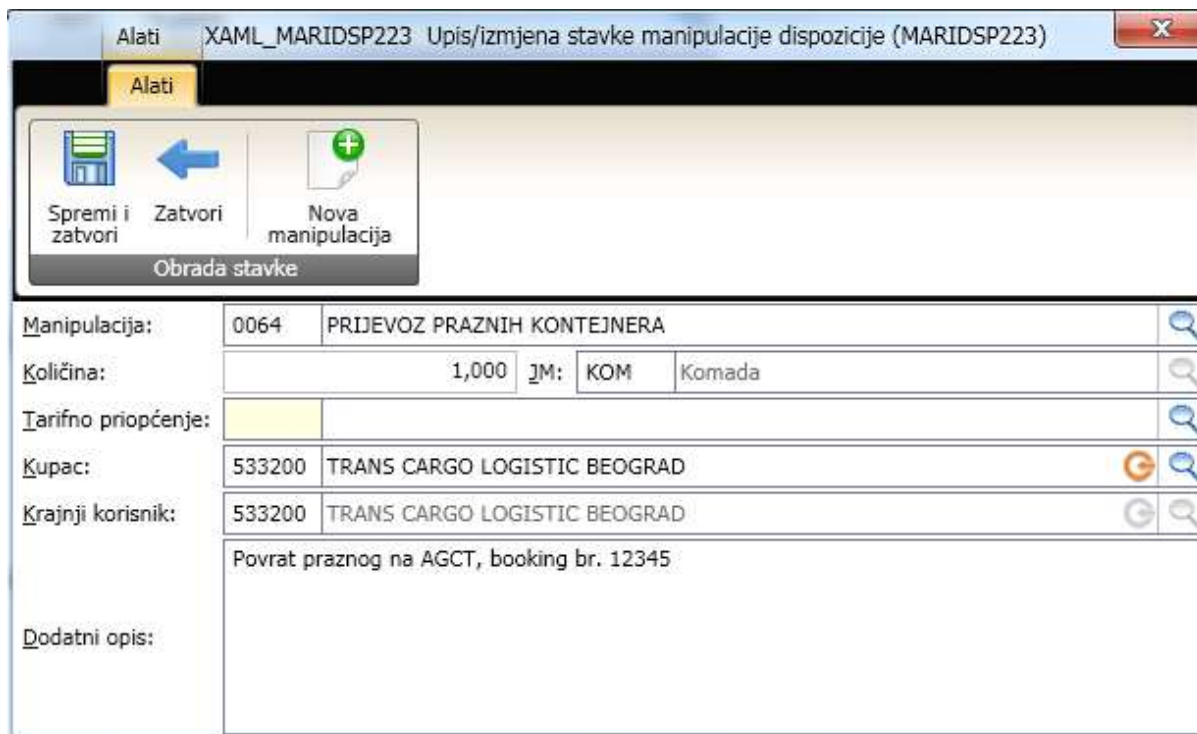 Alati XAML_MARIDSP223 Upis/izmjena stavke manipulacije dispozicije (MARIDSP223)
Alati
Spremi i zatvori
Zatvori
Nova manipulacija
Obrada stavke
Manipulacija: 0064 PRIJEVOZ PRAZNIH KONTEJNERA
Količina: 1,000 JM: KOM Komada
Tarifno priopćenje:
Kupac: 533200 TRANS CARGO LOGISTIC BEOGRAD
Krajnji korisnik: 533200 TRANS CARGO LOGISTIC BEOGRAD
Povrat praznog na AGCT, booking br. 12345
Dodatni opis: